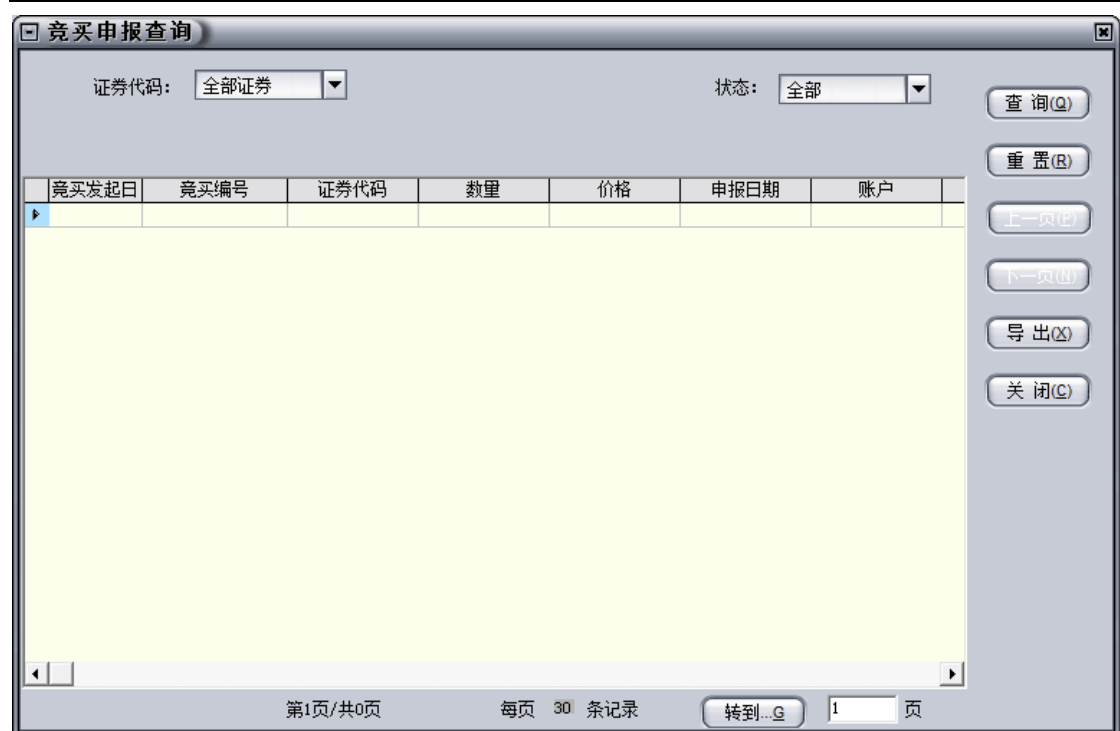 竞买申报查询
证券代码： 全部证券 状态： 全部
查 询(Q)
重 置(R)
竞买发起日 竞买编号 证券代码 数量 价格 申报日期 账户
上一页(P)
下一页(N)
导 出(X)
关 闭(C)
第1页/共0页 每页 30 条记录 转到...G 1 页